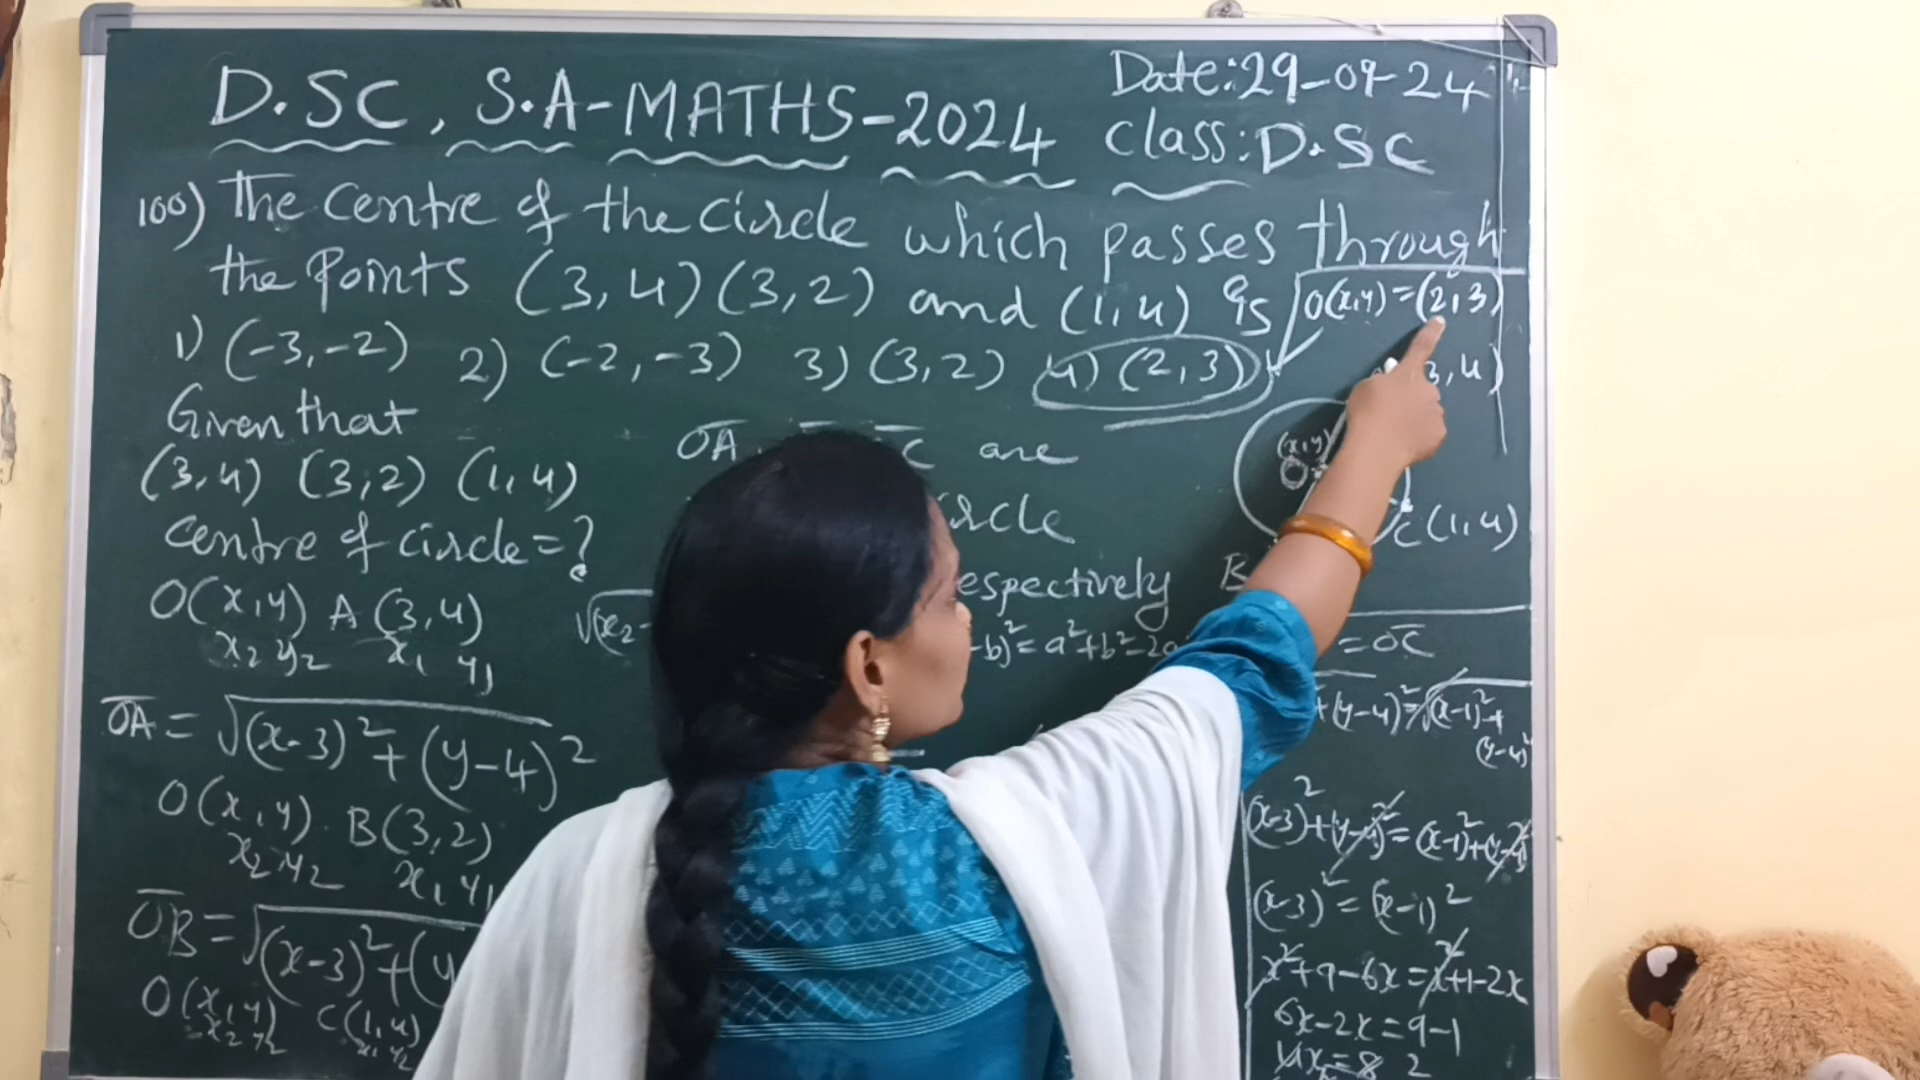 D.SC, S.A-MATHS-2024
Date:29-09-24
Class:D.SC
100) The Centre of the Circle which passes through
the Points (3,4)(3,2) and (1,4) is
O(x,y)=(2,3)
1) (-3,-2) 2) (-2,-3) 3) (3,2) 4) (2,3)
Given that
(3,4) (3,2) (1,4)
Centre of circle=?
O(x,y) A(3,4)
x₂ y₂ x₁ y₁
OA = √(x-3)²+(y-4)²
O(x,y). B(3,2)
x₂ y₂ x₁ y₁
OB = √(x-3)²+(y
O(x,y) C(1,4)
x₂ y₂
OA
C are
respectively
-b)²=a²+b²-2a
3,4)
(x,y)
O
C(1,4)
B
=OC
+(y-4)²=√(x-1)²+
(y-4)²
(x-3)²+(y-4)²=(x-1)²+(y-4)²
(x-3)²=(x-1)²
x²+9-6x=x²+1-2x
6x-2x=9-1
4x=8 2